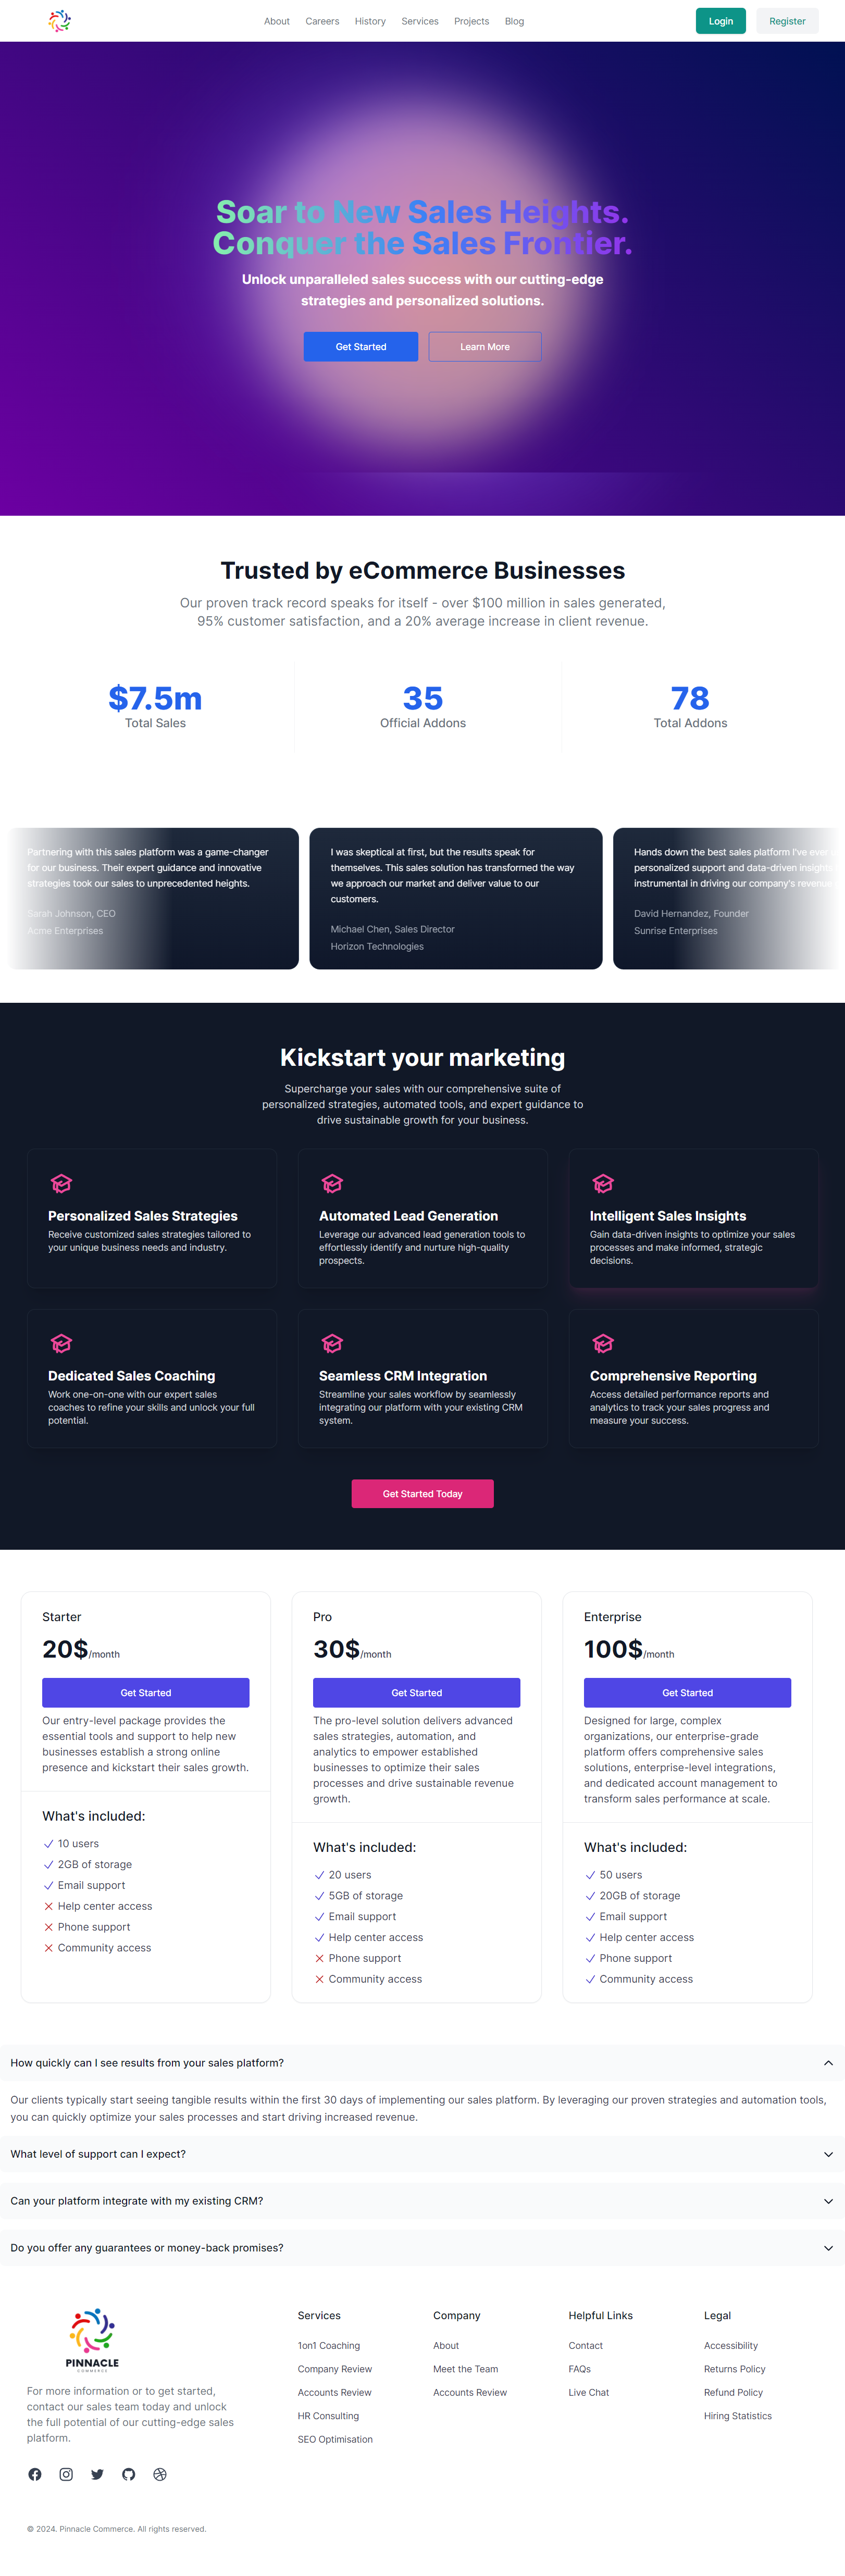 About Careers History Services Projects Blog
Login Register
Soar to New Sales Heights.
Conquer the Sales Frontier.
Unlock unparalleled sales success with our cutting-edge
strategies and personalized solutions.
Get Started Learn More
Trusted by eCommerce Businesses
Our proven track record speaks for itself - over $100 million in sales generated,
95% customer satisfaction, and a 20% average increase in client revenue.
$7.5m
Total Sales
35
Official Addons
78
Total Addons
Partnering with this sales platform was a game-changer
for our business. Their expert guidance and innovative
strategies took our sales to unprecedented heights.
Sarah Johnson, CEO
Acme Enterprises
I was skeptical at first, but the results speak for
themselves. This sales solution has transformed the way
we approach our market and deliver value to our
customers.
Michael Chen, Sales Director
Horizon Technologies
Hands down the best sales platform I've ever
personalized support and data-driven insights
instrumental in driving our company's revenue
David Hernandez, Founder
Sunrise Enterprises
Kickstart your marketing
Supercharge your sales with our comprehensive suite of
personalized strategies, automated tools, and expert guidance to
drive sustainable growth for your business.
Personalized Sales Strategies
Receive customized sales strategies tailored to
your unique business needs and industry.
Automated Lead Generation
Leverage our advanced lead generation tools to
effortlessly identify and nurture high-quality
prospects.
Intelligent Sales Insights
Gain data-driven insights to optimize your sales
processes and make informed, strategic
decisions.
Dedicated Sales Coaching
Work one-on-one with our expert sales
coaches to refine your skills and unlock your full
potential.
Seamless CRM Integration
Streamline your sales workflow by seamlessly
integrating our platform with your existing CRM
system.
Comprehensive Reporting
Access detailed performance reports and
analytics to track your sales progress and
measure your success.
Get Started Today
Starter
20$/month
Get Started
Our entry-level package provides the
essential tools and support to help new
businesses establish a strong online
presence and kickstart their sales growth.
What's included:
10 users
2GB of storage
Email support
Help center access
Phone support
Community access
Pro
30$/month
Get Started
The pro-level solution delivers advanced
sales strategies, automation, and
analytics to empower established
businesses to optimize their sales
processes and drive sustainable revenue
growth.
What's included:
20 users
5GB of storage
Email support
Help center access
Phone support
Community access
Enterprise
100$/month
Get Started
Designed for large, complex
organizations, our enterprise-grade
platform offers comprehensive sales
solutions, enterprise-level integrations,
and dedicated account management to
transform sales performance at scale.
What's included:
50 users
20GB of storage
Email support
Help center access
Phone support
Community access
How quickly can I see results from your sales platform?
Our clients typically start seeing tangible results within the first 30 days of implementing our sales platform. By leveraging our proven strategies and automation tools,
you can quickly optimize your sales processes and start driving increased revenue.
What level of support can I expect?
Can your platform integrate with my existing CRM?
Do you offer any guarantees or money-back promises?
PINNACLE
COMMERCE
For more information or to get started,
contact our sales team today and unlock
the full potential of our cutting-edge sales
platform.
Services
1on1 Coaching
Company Review
Accounts Review
HR Consulting
SEO Optimisation
Company
About
Meet the Team
Accounts Review
Helpful Links
Contact
FAQs
Live Chat
Legal
Accessibility
Returns Policy
Refund Policy
Hiring Statistics
© 2024. Pinnacle Commerce. All rights reserved.